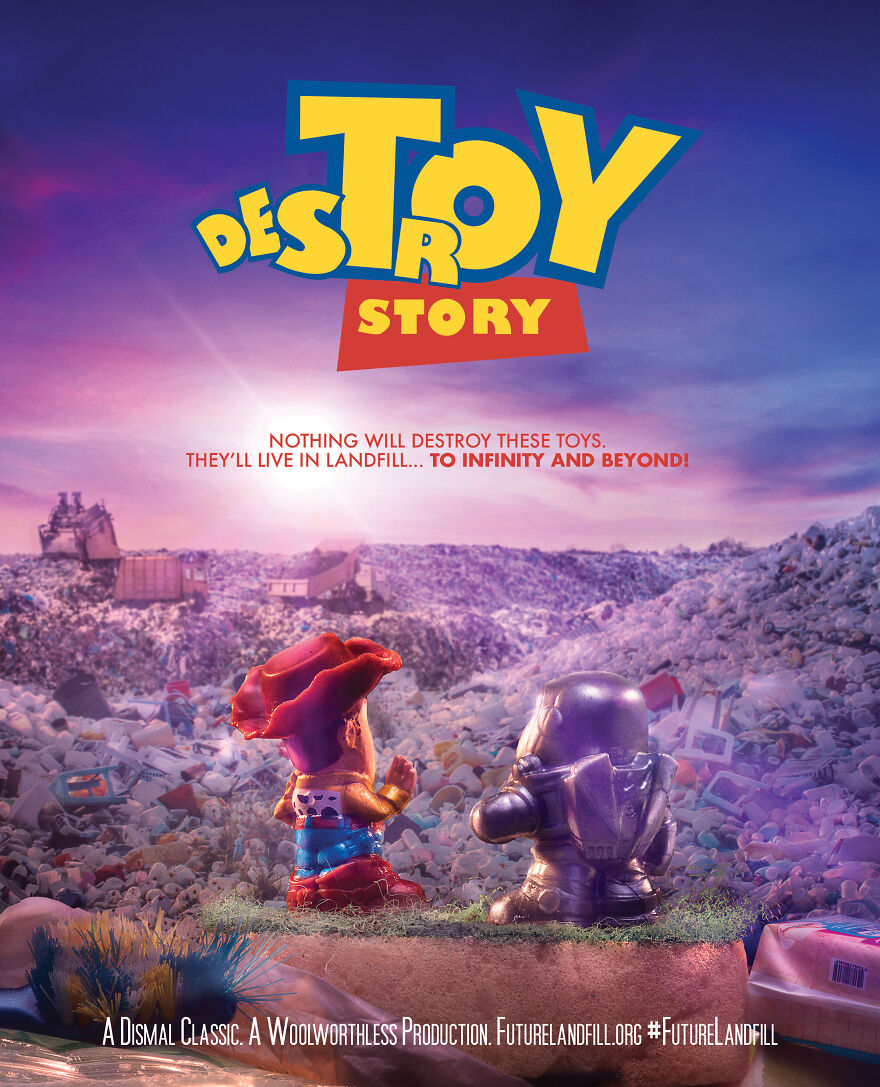 DESTROY
STORY
NOTHING WILL DESTROY THESE TOYS.
THEY'LL LIVE IN LANDFILL... TO INFINITY AND BEYOND!
A DISMAL CLASSIC. A WOOLWORTHLESS PRODUCTION. FUTURELANDFILL.ORG #FUTURELANDFILL